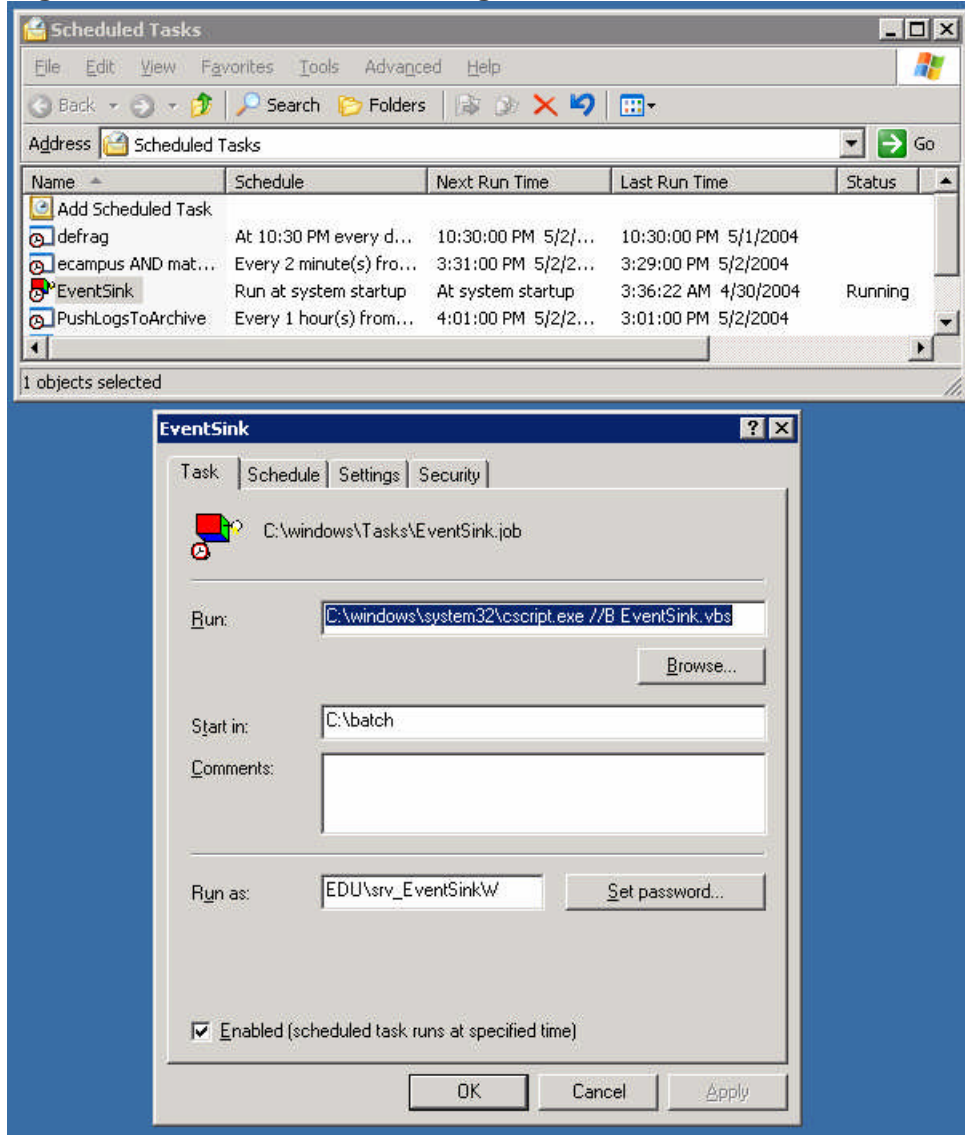 Scheduled Tasks
File Edit View Favorites Tools Advanced Help
Back Search Folders
Address Scheduled Tasks Go
Name Schedule Next Run Time Last Run Time Status
Add Scheduled Task
defrag At 10:30 PM every d... 10:30:00 PM 5/2/... 10:30:00 PM 5/1/2004
ecampus AND mat... Every 2 minute(s) fro... 3:31:00 PM 5/2/2... 3:29:00 PM 5/2/2004
EventSink Run at system startup At system startup 3:36:22 AM 4/30/2004 Running
PushLogsToArchive Every 1 hour(s) from... 4:01:00 PM 5/2/2... 3:01:00 PM 5/2/2004
1 objects selected
EventSink
Task Schedule Settings Security
C:\windows\Tasks\EventSink.job
Run: C:\windows\system32\cscript.exe //B EventSink.vbs
Browse...
Start in: C:\batch
Comments:
Run as: EDU\srv_EventSinkW Set password...
Enabled (scheduled task runs at specified time)
OK Cancel Apply